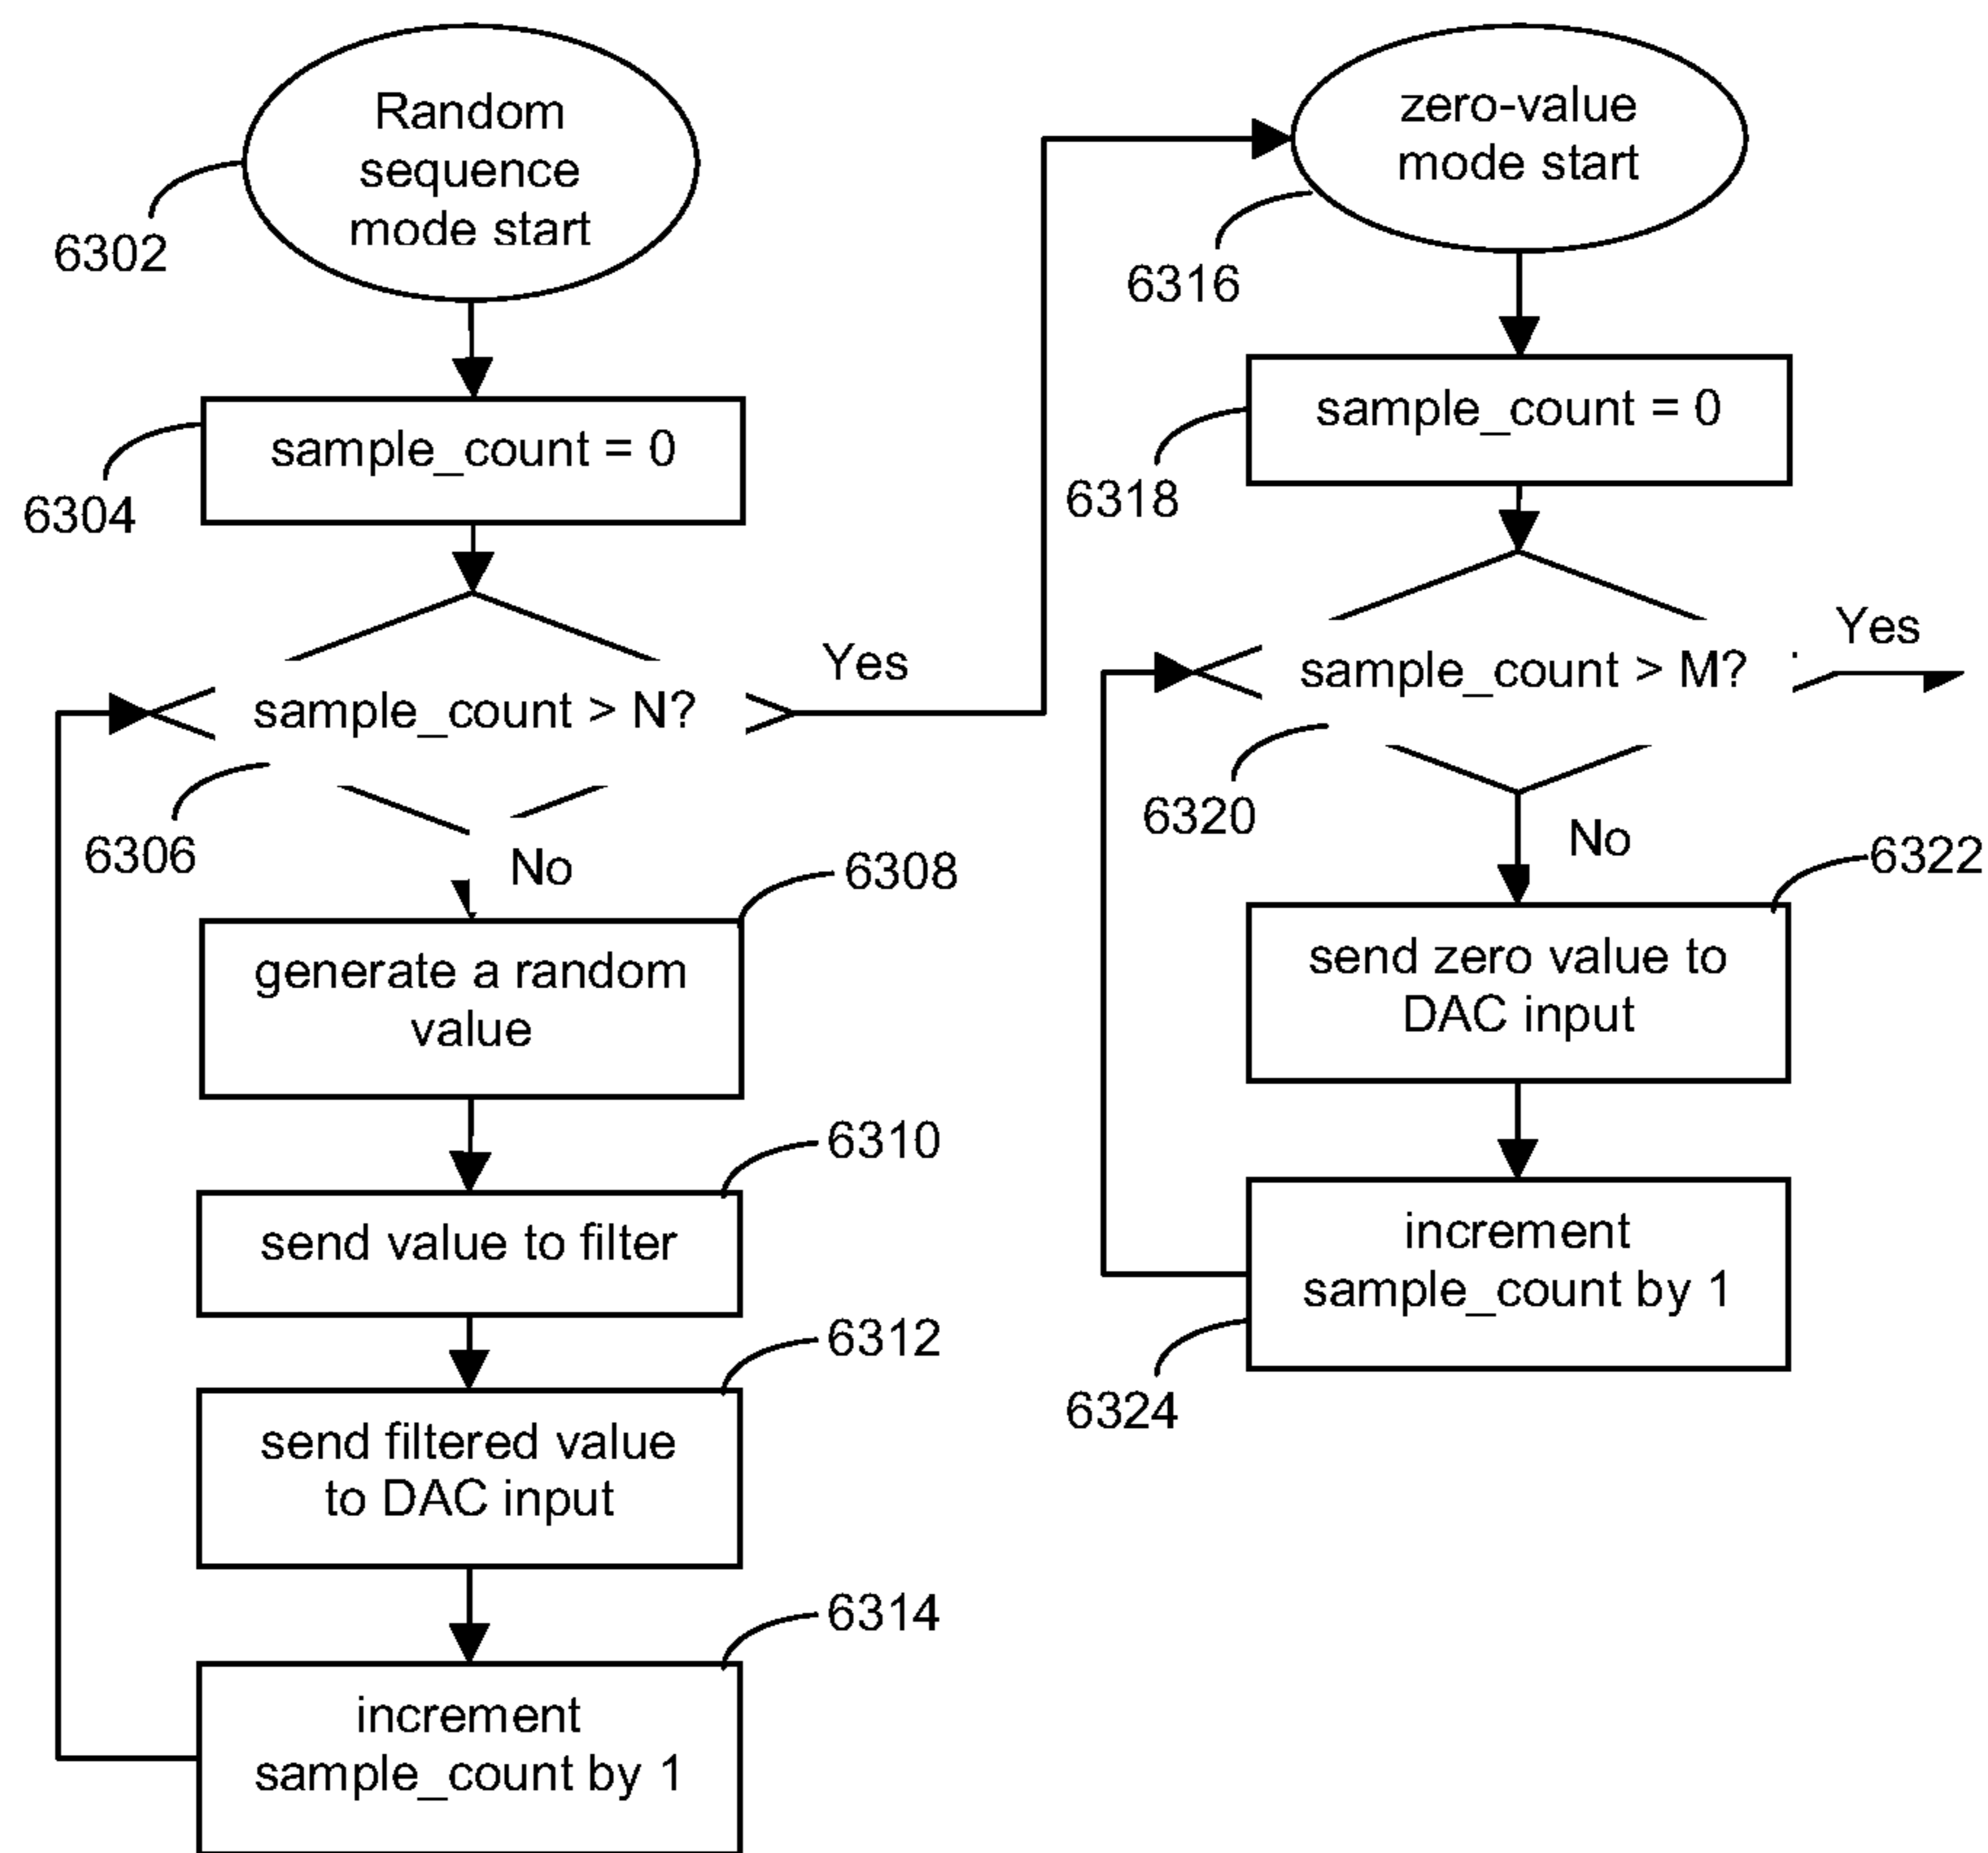 Random
sequence
mode start
6302
sample_count = 0
6304
sample_count > N?
Yes
6306
No
6308
generate a random
value
6310
send value to filter
6312
send filtered value
to DAC input
6314
increment
sample_count by 1
zero-value
mode start
6316
sample_count = 0
6318
sample_count > M?
Yes
6320
No
6322
send zero value to
DAC input
increment
sample_count by 1
6324